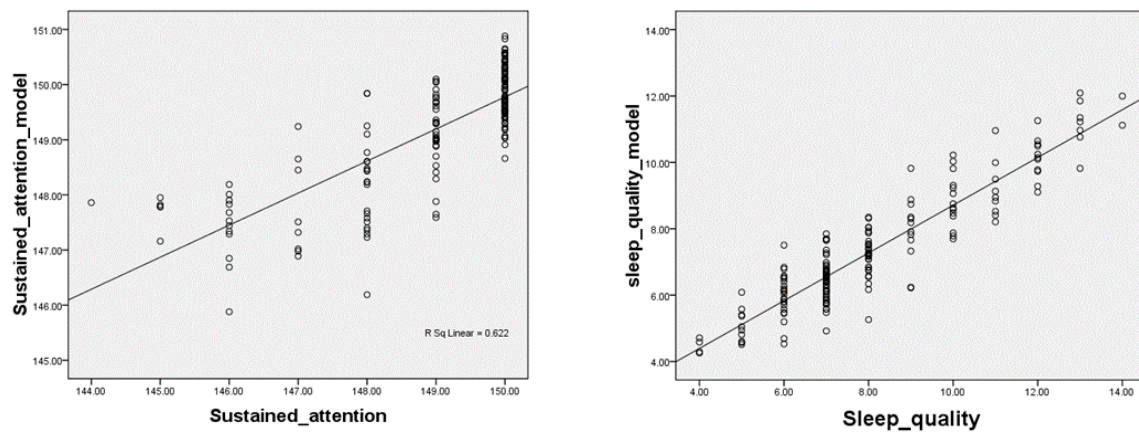 151.00
150.00
149.00
148.00
147.00
146.00
145.00
Sustained_attention_model
R Sq Linear = 0.622
144.00 145.00 146.00 147.00 148.00 149.00 150.00
Sustained_attention
14.00
12.00
10.00
8.00
6.00
4.00
sleep_quality_model
4.00 6.00 8.00 10.00 12.00 14.00
Sleep_quality